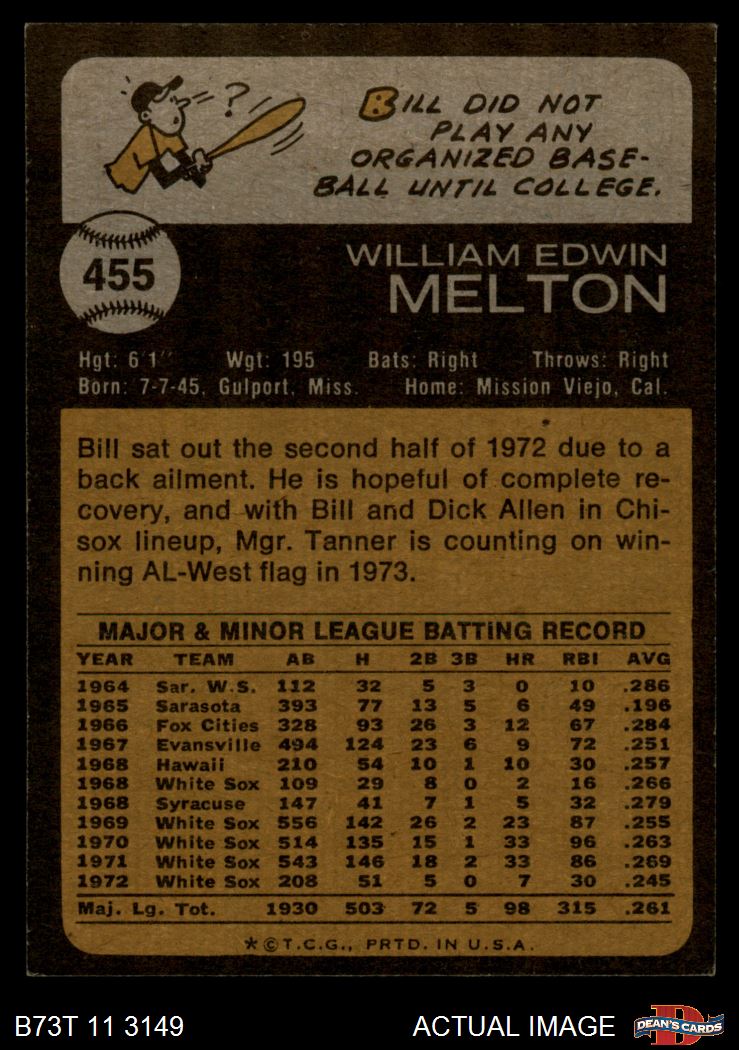 ?
BILL DID NOT
PLAY ANY
ORGANIZED BASE-
BALL UNTIL COLLEGE.
455
WILLIAM EDWIN
MELTON
Hgt: 6'1" Wgt: 195 Bats: Right Throws: Right
Born: 7-7-45, Gulport, Miss. Home: Mission Viejo, Cal.
Bill sat out the second half of 1972 due to a
back ailment. He is hopeful of complete re-
covery, and with Bill and Dick Allen in Chi-
sox lineup, Mgr. Tanner is counting on win-
ning AL-West flag in 1973.
MAJOR & MINOR LEAGUE BATTING RECORD
YEAR TEAM AB H 2B 3B HR RBI AVG
1964 Sar. W.S. 112 32 5 3 0 10 .286
1965 Sarasota 393 77 13 5 6 49 .196
1966 Fox Cities 328 93 26 3 12 67 .284
1967 Evansville 494 124 23 6 9 72 .251
1968 Hawaii 210 54 10 1 10 30 .257
1968 White Sox 109 29 8 0 2 16 .266
1968 Syracuse 147 41 7 1 5 32 .279
1969 White Sox 556 142 26 2 23 87 .255
1970 White Sox 514 135 15 1 33 96 .263
1971 White Sox 543 146 18 2 33 86 .269
1972 White Sox 208 51 5 0 7 30 .245
Maj. Lg. Tot. 1930 503 72 5 98 315 .261
*©T.C.G., PRTD. IN U.S.A.
B73T 11 3149 ACTUAL IMAGE D DEAN'S CARDS